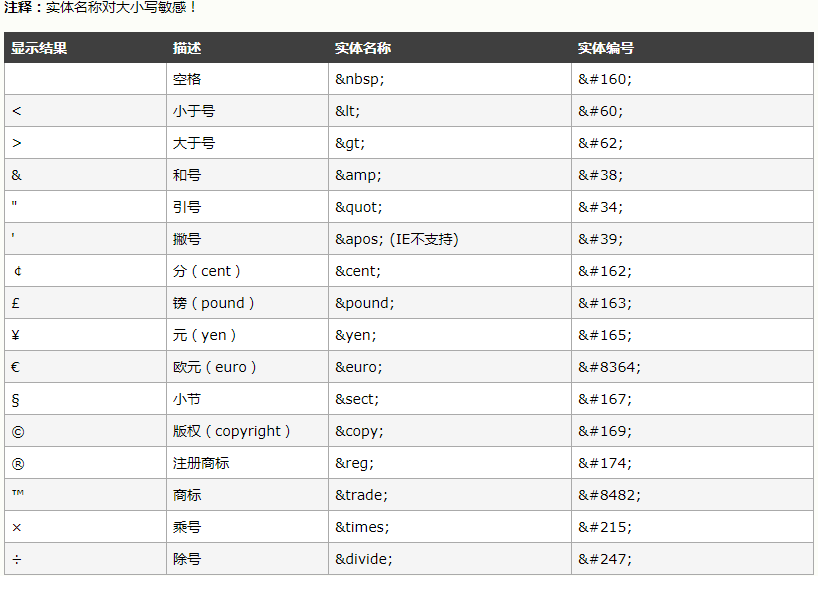 注释：实体名称对大小写敏感！
显示结果 描述 实体名称 实体编号
空格 &nbsp; &#160;
< 小于号 &lt; &#60;
> 大于号 &gt; &#62;
& 和号 &amp; &#38;
" 引号 &quot; &#34;
' 撇号 &apos; (IE不支持) &#39;
￠ 分（cent） &cent; &#162;
£ 镑（pound） &pound; &#163;
¥ 元（yen） &yen; &#165;
€ 欧元（euro） &euro; &#8364;
§ 小节 &sect; &#167;
© 版权（copyright） &copy; &#169;
® 注册商标 &reg; &#174;
™ 商标 &trade; &#8482;
× 乘号 &times; &#215;
÷ 除号 &divide; &#247;